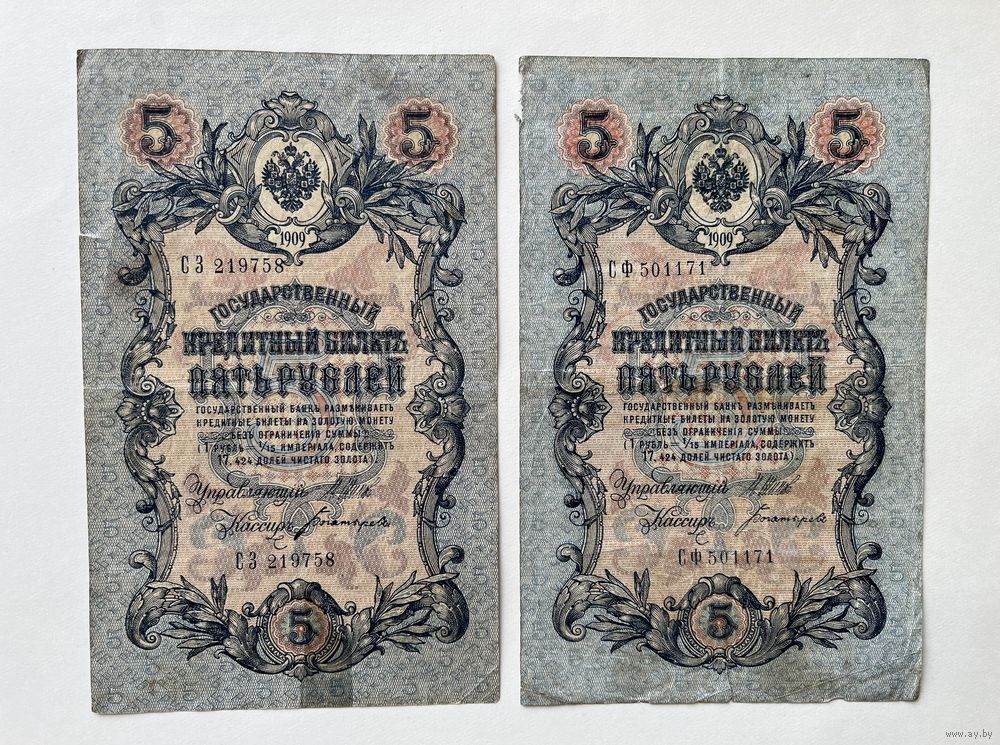 5 5
1909
СЗ 219758
ГОСУДАРСТВЕННЫЙ
КРЕДИТНЫЙ БИЛЕТЪ
ПЯТЬ РУБЛЕЙ
ГОСУДАРСТВЕННЫЙ БАНКЪ РАЗМѢНИВАЕТЪ
КРЕДИТНЫЕ БИЛЕТЫ НА ЗОЛОТУЮ МОНЕТУ
БЕЗЪ ОГРАНИЧЕНІЯ СУММЫ
(1 РУБЛЬ = 1/15 ИМПЕРІАЛА, СОДЕРЖИТЪ
17,424 ДОЛЕЙ ЧИСТАГО ЗОЛОТА).
Управляющій
Кассиръ
СЗ 219758
5
5 5
1909
СФ 501171
ГОСУДАРСТВЕННЫЙ
КРЕДИТНЫЙ БИЛЕТЪ
ПЯТЬ РУБЛЕЙ
ГОСУДАРСТВЕННЫЙ БАНКЪ РАЗМѢНИВАЕТЪ
КРЕДИТНЫЕ БИЛЕТЫ НА ЗОЛОТУЮ МОНЕТУ
БЕЗЪ ОГРАНИЧЕНІЯ СУММЫ
(1 РУБЛЬ = 1/15 ИМПЕРІАЛА, СОДЕРЖИТЪ
17,424 ДОЛЕЙ ЧИСТАГО ЗОЛОТА).
Управляющій
Кассиръ
СФ 501171
5
www.ay.by